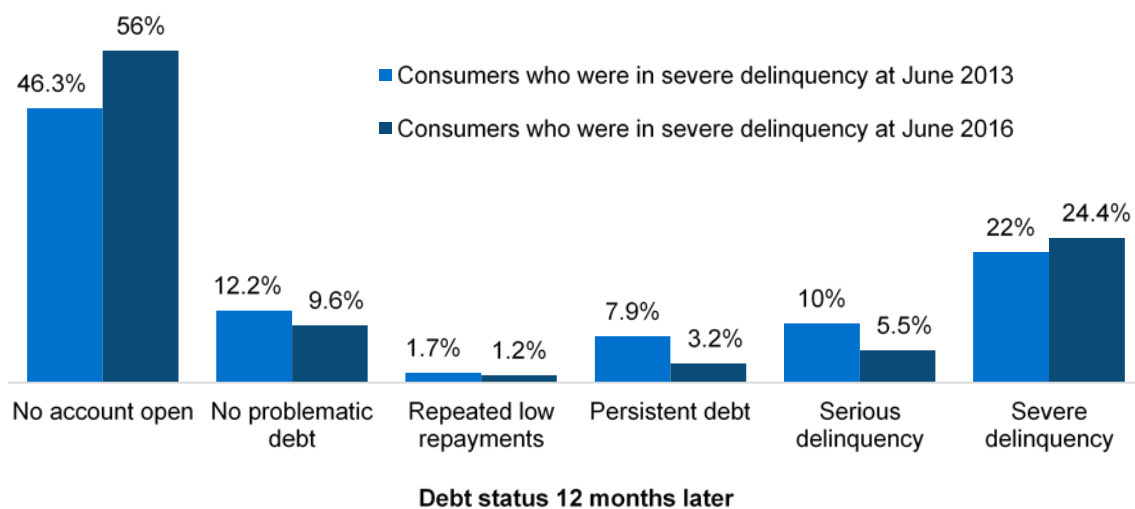 56%
46.3%
Consumers who were in severe delinquency at June 2013
Consumers who were in severe delinquency at June 2016
12.2%
9.6%
1.7%
1.2%
7.9%
3.2%
10%
5.5%
22%
24.4%
No account open
No problematic
debt
Repeated low
repayments
Persistent debt
Serious
delinquency
Severe
delinquency
Debt status 12 months later